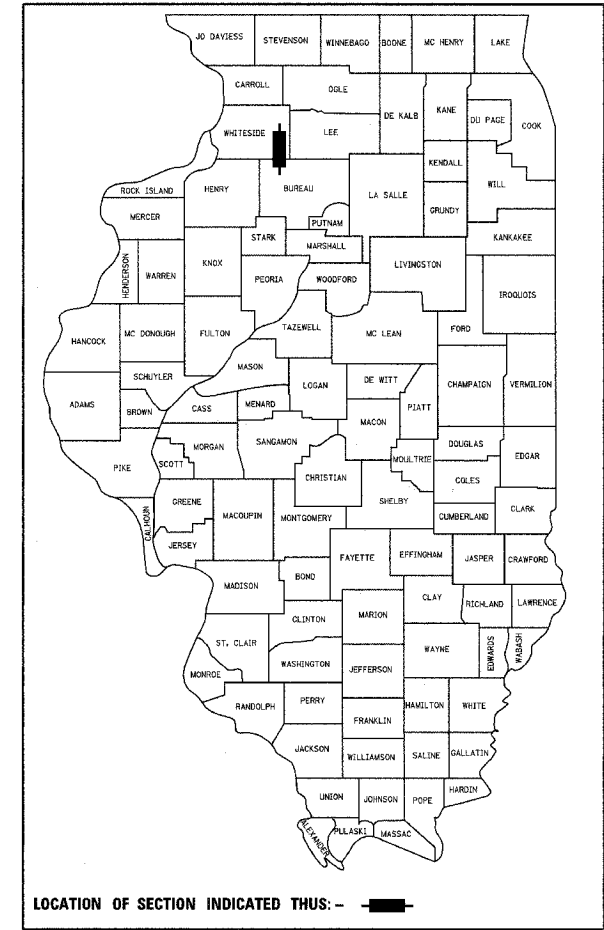 JO DAVIESS STEVENSON WINNEBAGO BOONE MC HENRY LAKE
CARROLL OGLE
DE KALB KANE DU PAGE COOK
WHITESIDE LEE
KENDALL WILL
ROCK ISLAND HENRY BUREAU LA SALLE GRUNDY
MERCER PUTNAM KANKAKEE
STARK MARSHALL
HENDERSON WARREN KNOX PEORIA WOODFORD LIVINGSTON IROQUOIS
HANCOCK MC DONOUGH FULTON TAZEWELL MC LEAN FORD
MASON
SCHUYLER LOGAN DE WITT CHAMPAIGN VERMILION
ADAMS BROWN CASS MENARD MACON PIATT
MORGAN SANGAMON DOUGLAS EDGAR
PIKE SCOTT CHRISTIAN MOULTRIE COLES
GREENE MACOUPIN MONTGOMERY SHELBY CUMBERLAND CLARK
CALHOUN JERSEY
FAYETTE EFFINGHAM JASPER CRAWFORD
MADISON BOND CLAY RICHLAND LAWRENCE
CLINTON MARION
ST. CLAIR WAYNE EDWARDS WABASH
WASHINGTON JEFFERSON
MONROE
RANDOLPH PERRY FRANKLIN HAMILTON WHITE
JACKSON WILLIAMSON SALINE GALLATIN
UNION JOHNSON POPE HARDIN
ALEXANDER PULASKI MASSAC
LOCATION OF SECTION INDICATED THUS: -